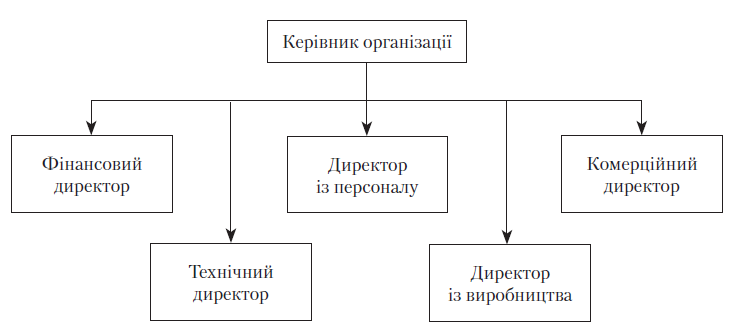 Керівник організації
Фінансовий
директор
Директор
із персоналу
Комерційний
директор
Технічний
директор
Директор
із виробництва